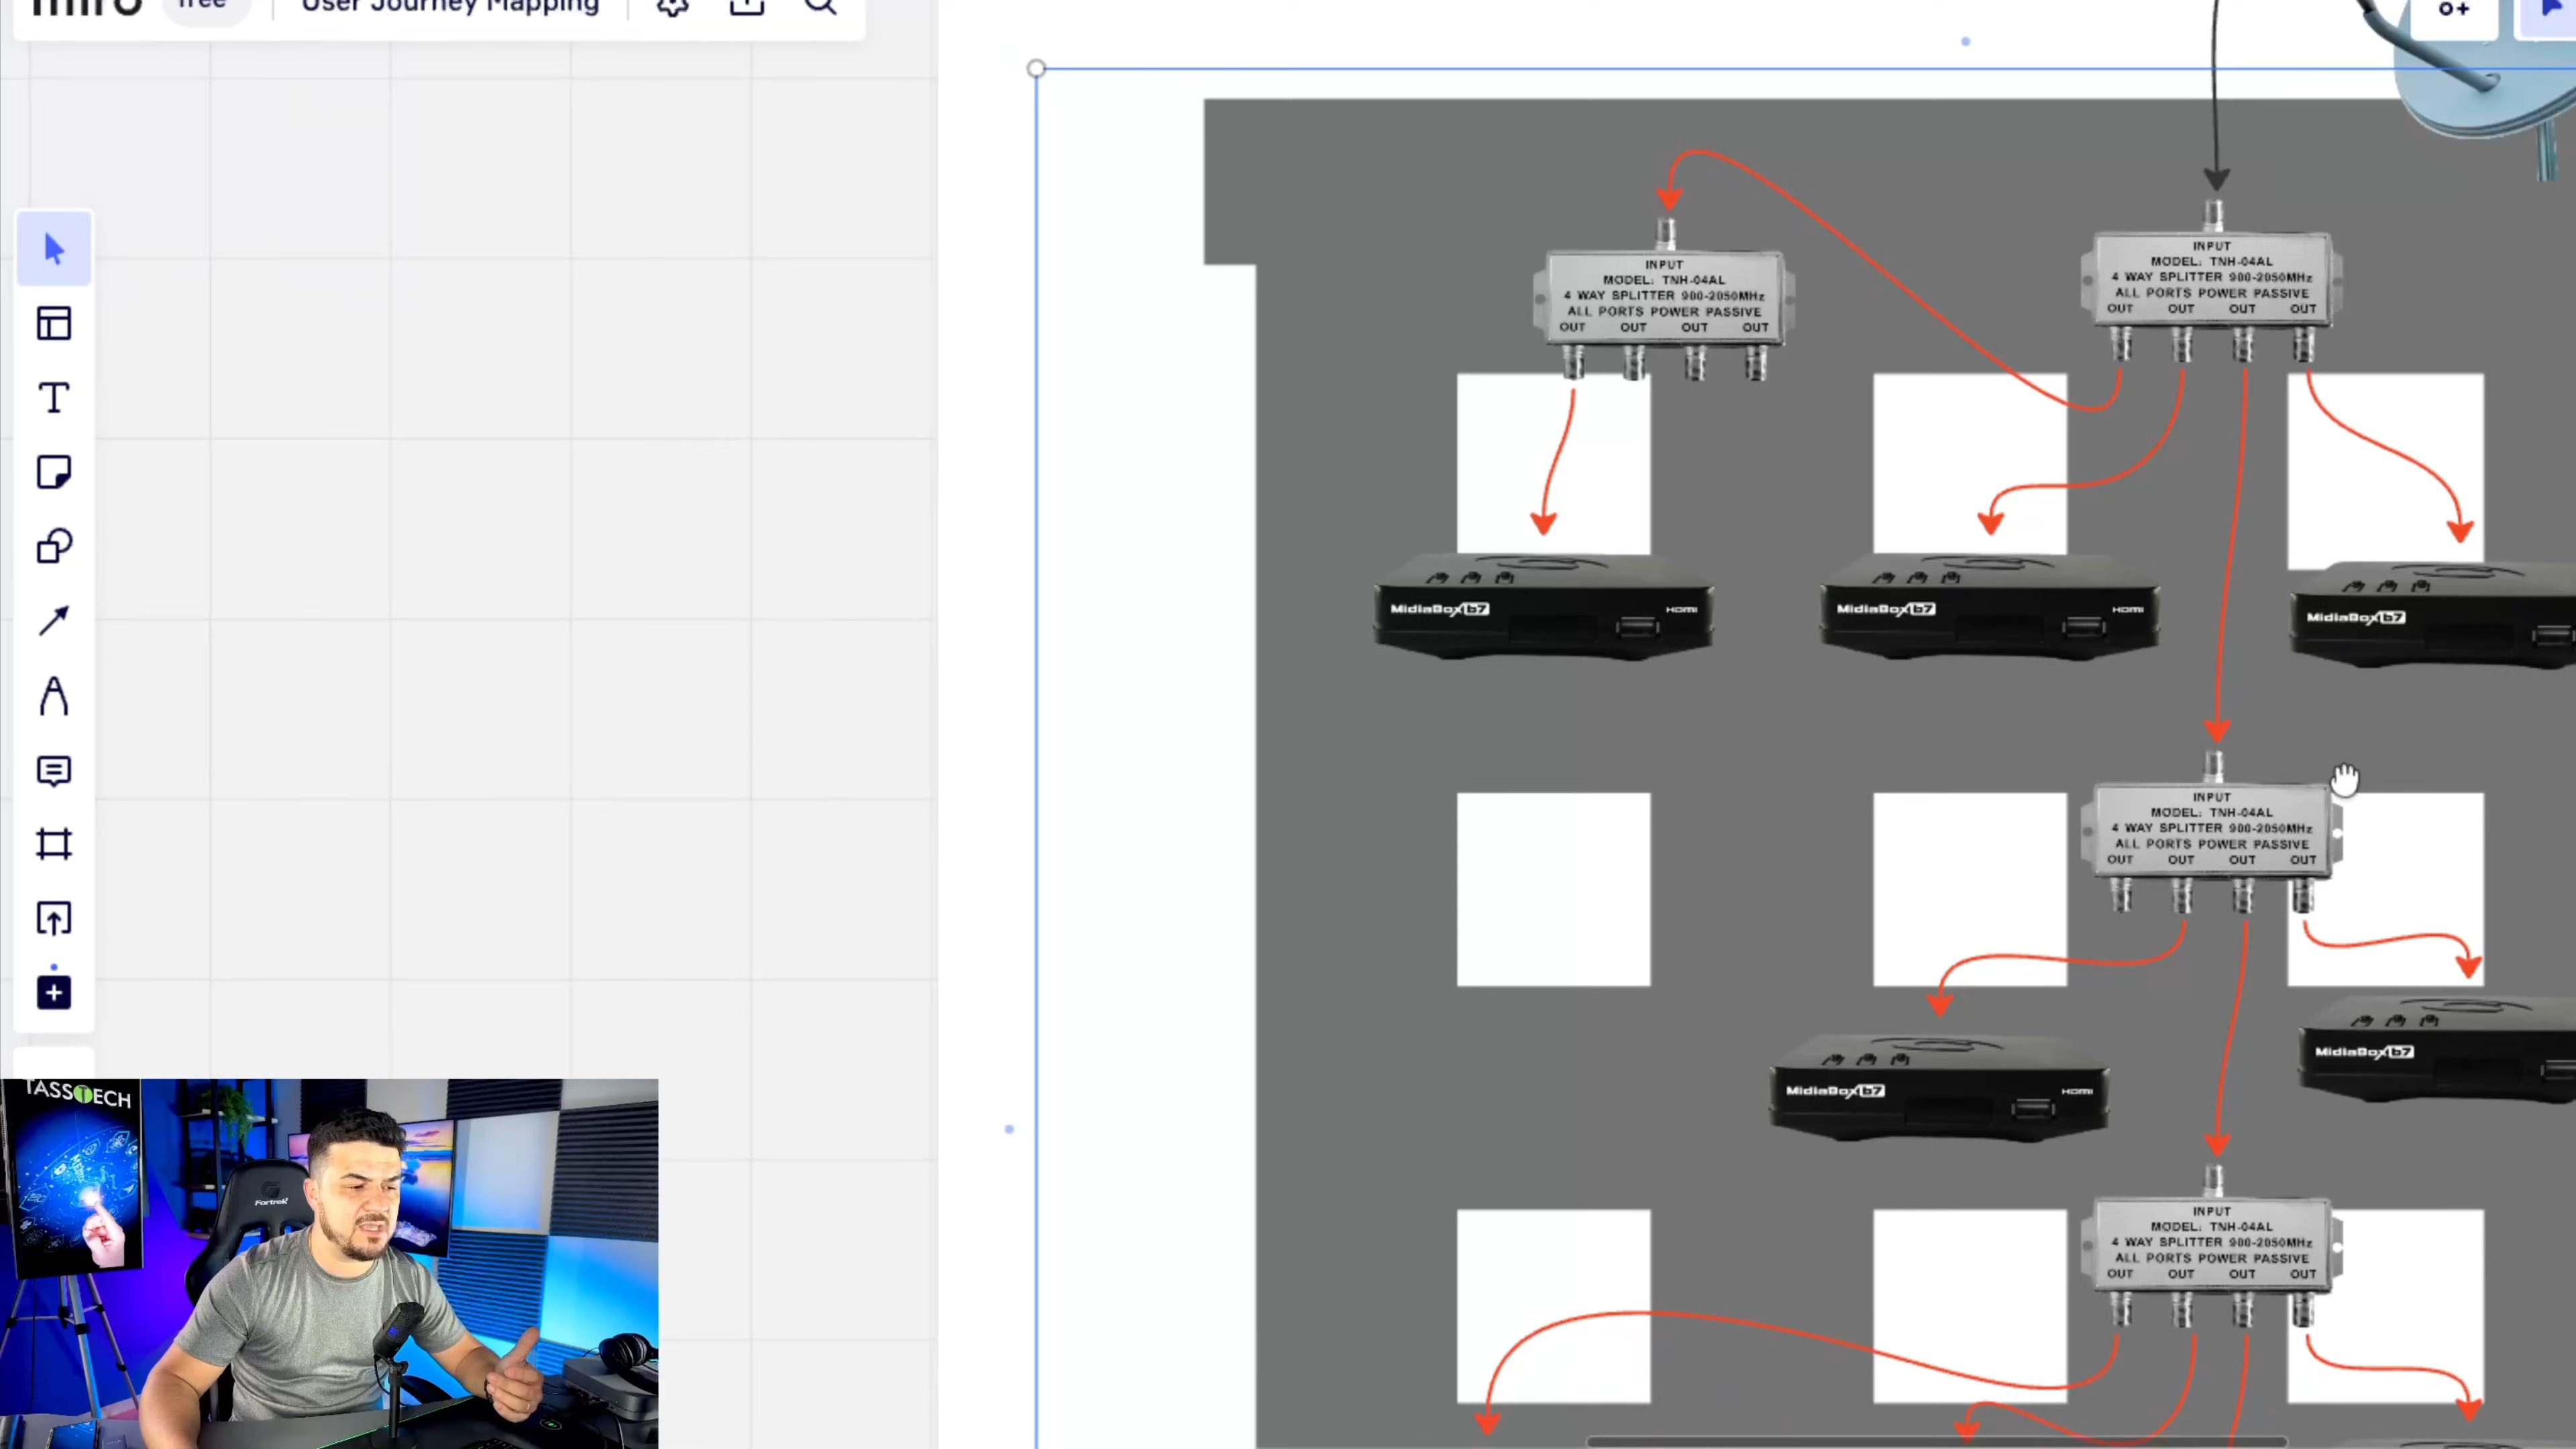 miro free User Journey Mapping
INPUT
MODEL: TNH-04AL
4 WAY SPLITTER 900-2050MHz
ALL PORTS POWER PASSIVE
OUT OUT OUT OUT
INPUT
MODEL: TNH-04AL
4 WAY SPLITTER 900-2050MHz
ALL PORTS POWER PASSIVE
OUT OUT OUT OUT
MidiaBox b7 HDMI
MidiaBox b7 HDMI
MidiaBox b7
INPUT
MODEL: TNH-04AL
4 WAY SPLITTER 900-2050MHz
ALL PORTS POWER PASSIVE
OUT OUT OUT OUT
MidiaBox b7 HDMI
MidiaBox b7
INPUT
MODEL: TNH-04AL
4 WAY SPLITTER 900-2050MHz
ALL PORTS POWER PASSIVE
OUT OUT OUT OUT
TASSTECH
Fortrek